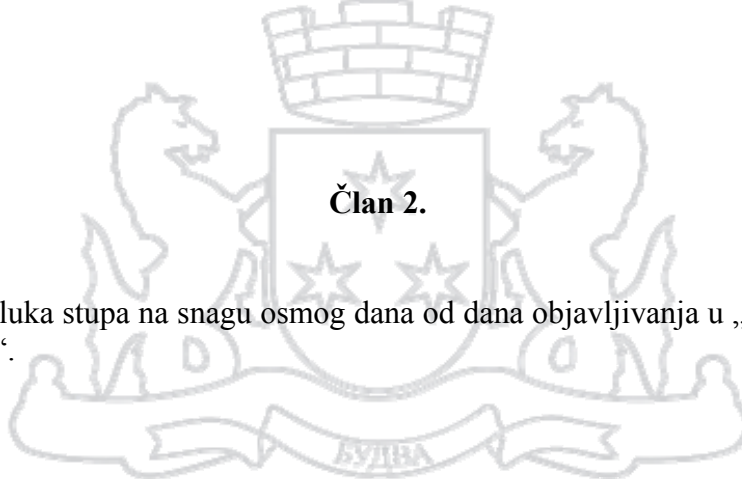 Član 2.
luka stupa na snagu osmog dana od dana objavljivanja u „
“.
БУДВА